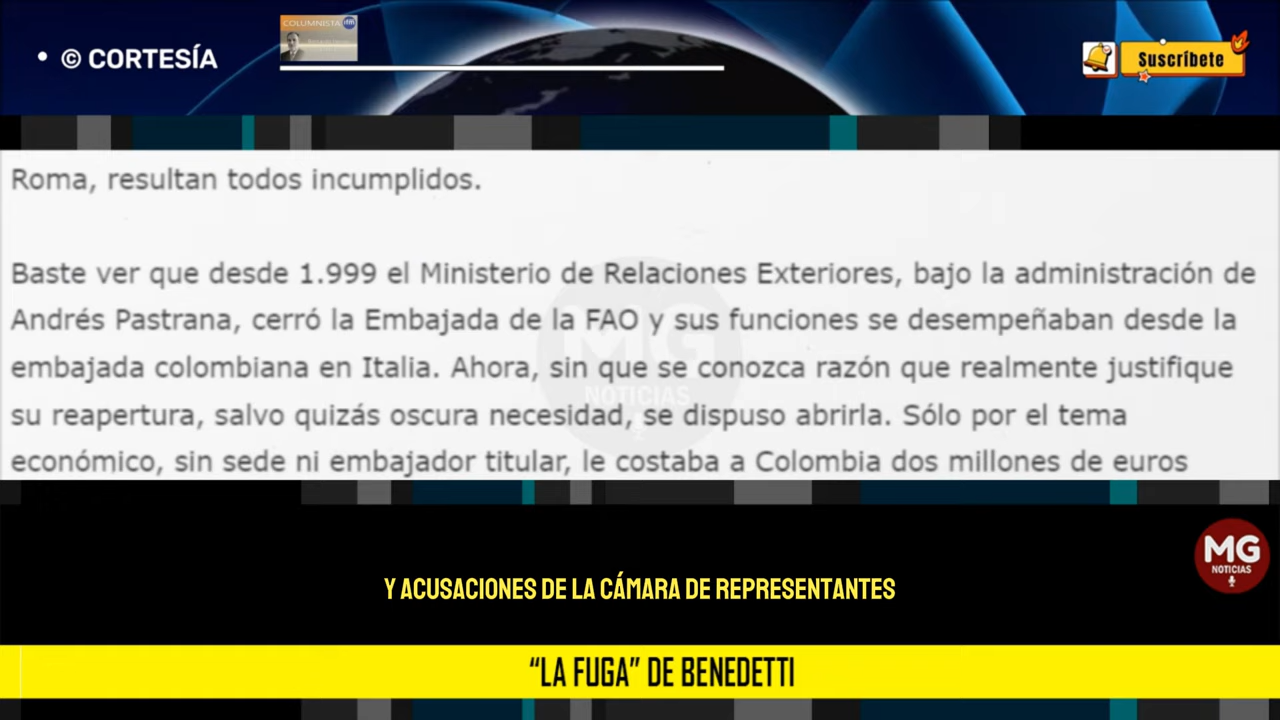 • © CORTESÍA
COLUMNISTA ifm
Suscríbete
Roma, resultan todos incumplidos.
Baste ver que desde 1.999 el Ministerio de Relaciones Exteriores, bajo la administración de
Andrés Pastrana, cerró la Embajada de la FAO y sus funciones se desempeñaban desde la
embajada colombiana en Italia. Ahora, sin que se conozca razón que realmente justifique
su reapertura, salvo quizás oscura necesidad, se dispuso abrirla. Sólo por el tema
económico, sin sede ni embajador titular, le costaba a Colombia dos millones de euros
MG
NOTICIAS
Y ACUSACIONES DE LA CÁMARA DE REPRESENTANTES
MG
NOTICIAS
“LA FUGA” DE BENEDETTI